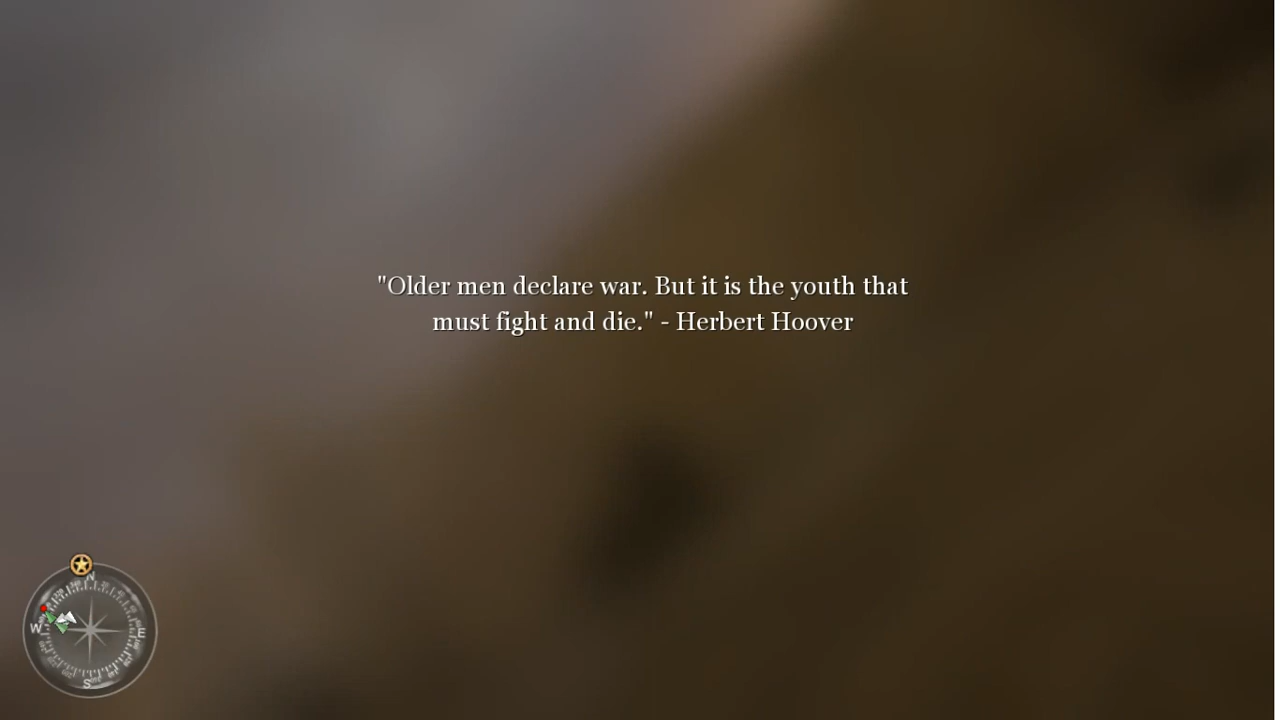 "Older men declare war. But it is the youth that
must fight and die." - Herbert Hoover
N
W
E
S